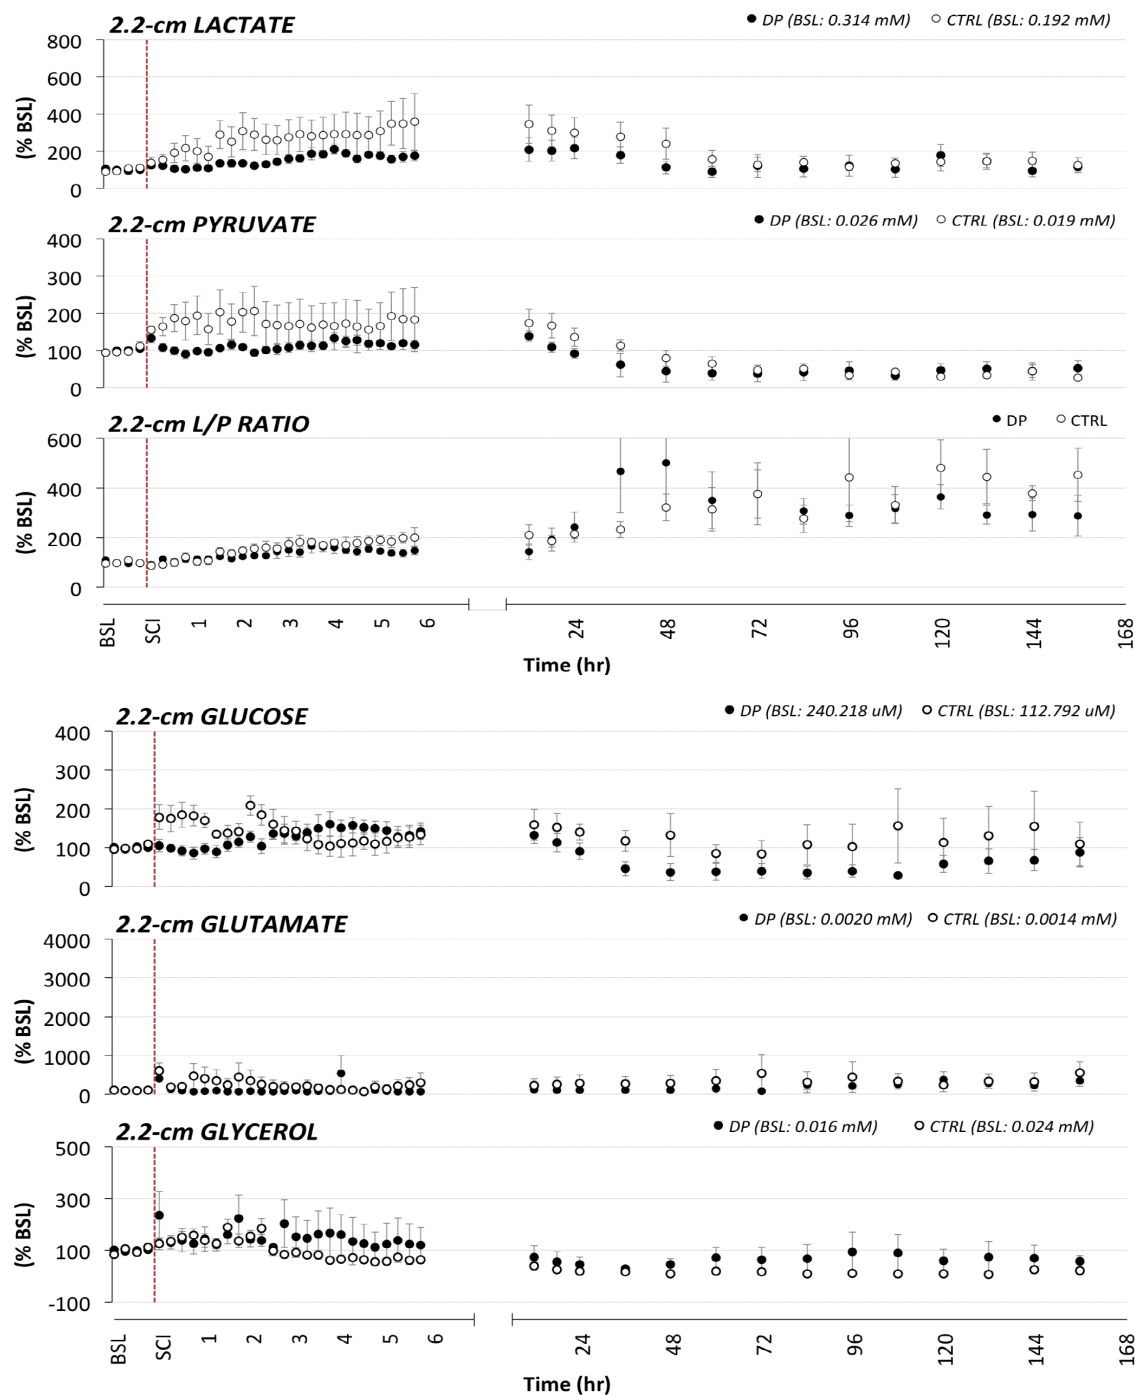 2.2-cm LACTATE
DP (BSL: 0.314 mM) CTRL (BSL: 0.192 mM)
800
600
400
200
0
(% BSL)
2.2-cm PYRUVATE
DP (BSL: 0.026 mM) CTRL (BSL: 0.019 mM)
400
300
200
100
0
(% BSL)
2.2-cm L/P RATIO
DP CTRL
600
400
200
0
(% BSL)
BSL SCI 1 2 3 4 5 6 24 48 72 96 120 144 168
Time (hr)
2.2-cm GLUCOSE
DP (BSL: 240.218 uM) CTRL (BSL: 112.792 uM)
400
300
200
100
0
(% BSL)
2.2-cm GLUTAMATE
DP (BSL: 0.0020 mM) CTRL (BSL: 0.0014 mM)
4000
3000
2000
1000
0
(% BSL)
2.2-cm GLYCEROL
DP (BSL: 0.016 mM) CTRL (BSL: 0.024 mM)
500
300
100
-100
(% BSL)
BSL SCI 1 2 3 4 5 6 24 48 72 96 120 144 168
Time (hr)